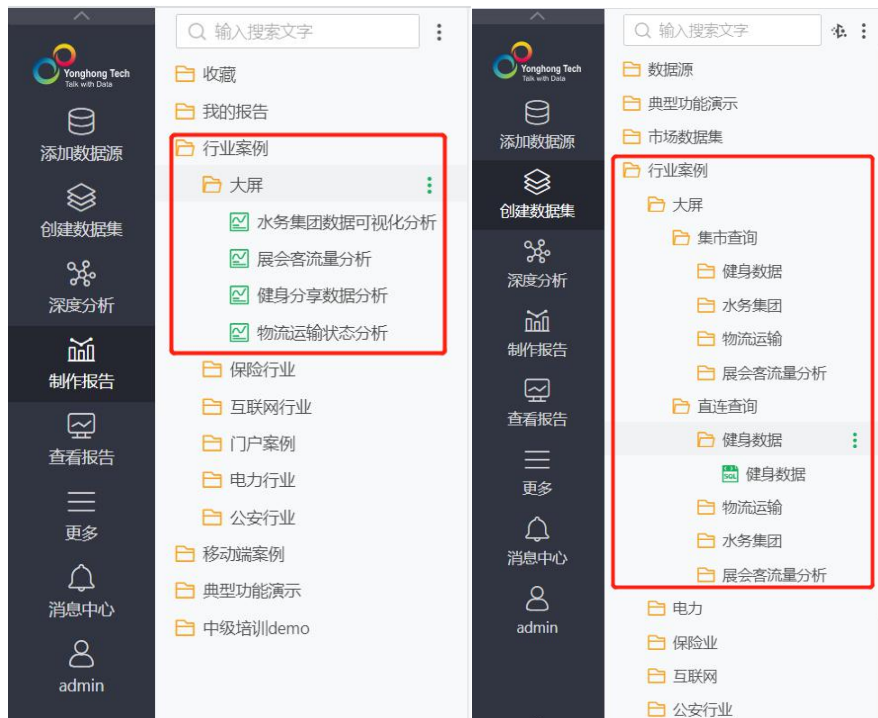 Yonghong Tech
Talk with Data
添加数据源
创建数据集
深度分析
制作报告
查看报告
更多
消息中心
admin
输入搜索文字
收藏
我的报告
行业案例
大屏
水务集团数据可视化分析
展会客流量分析
健身分享数据分析
物流运输状态分析
保险行业
互联网行业
门户案例
电力行业
公安行业
移动端案例
典型功能演示
中级培训demo
Yonghong Tech
Talk with Data
添加数据源
创建数据集
深度分析
制作报告
查看报告
更多
消息中心
admin
输入搜索文字
数据源
典型功能演示
市场数据集
行业案例
大屏
集市查询
健身数据
水务集团
物流运输
展会客流量分析
直连查询
健身数据
SQL 健身数据
物流运输
水务集团
展会客流量分析
电力
保险业
互联网
公安行业